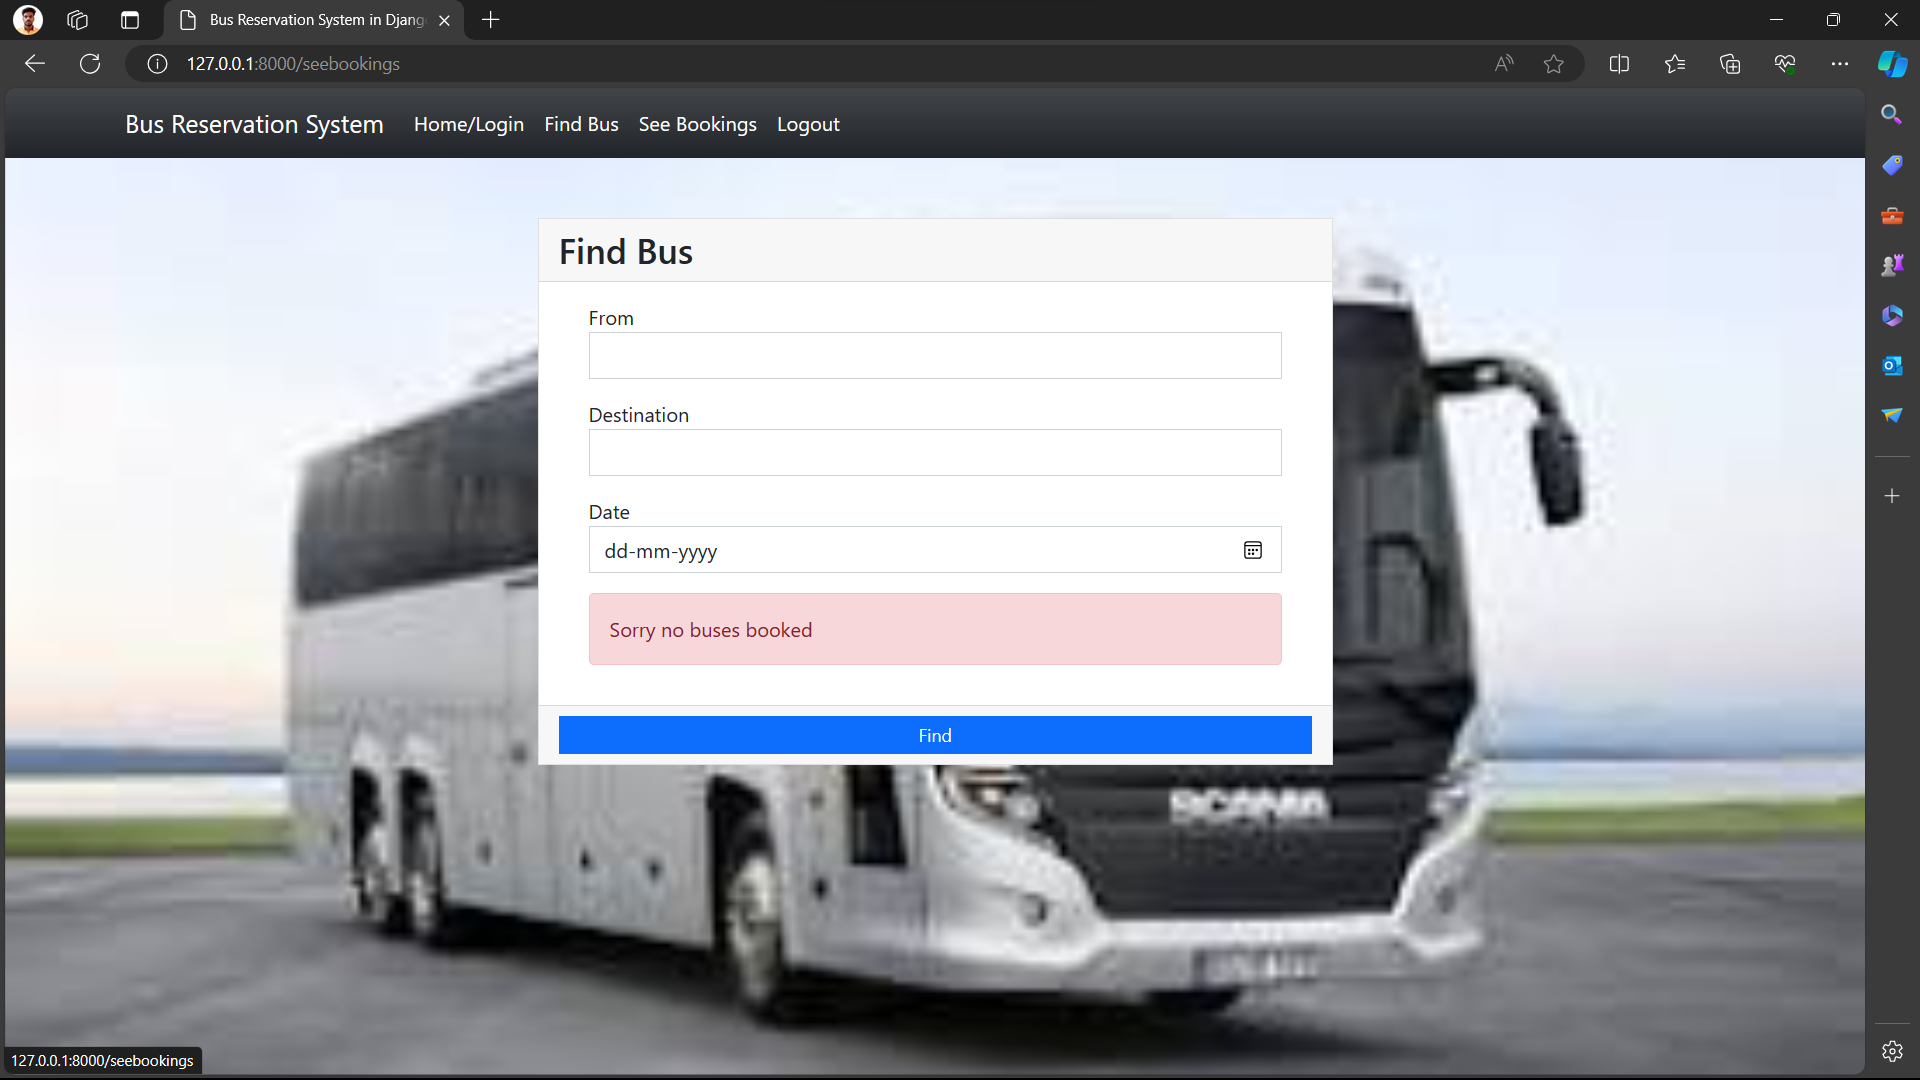 Bus Reservation System in Djang
127.0.0.1:8000/seebookings
Bus Reservation System
Home/Login
Find Bus
See Bookings
Logout
Find Bus
From
Destination
Date
dd-mm-yyyy
Sorry no buses booked
Find
SCANIA
127.0.0.1:8000/seebookings